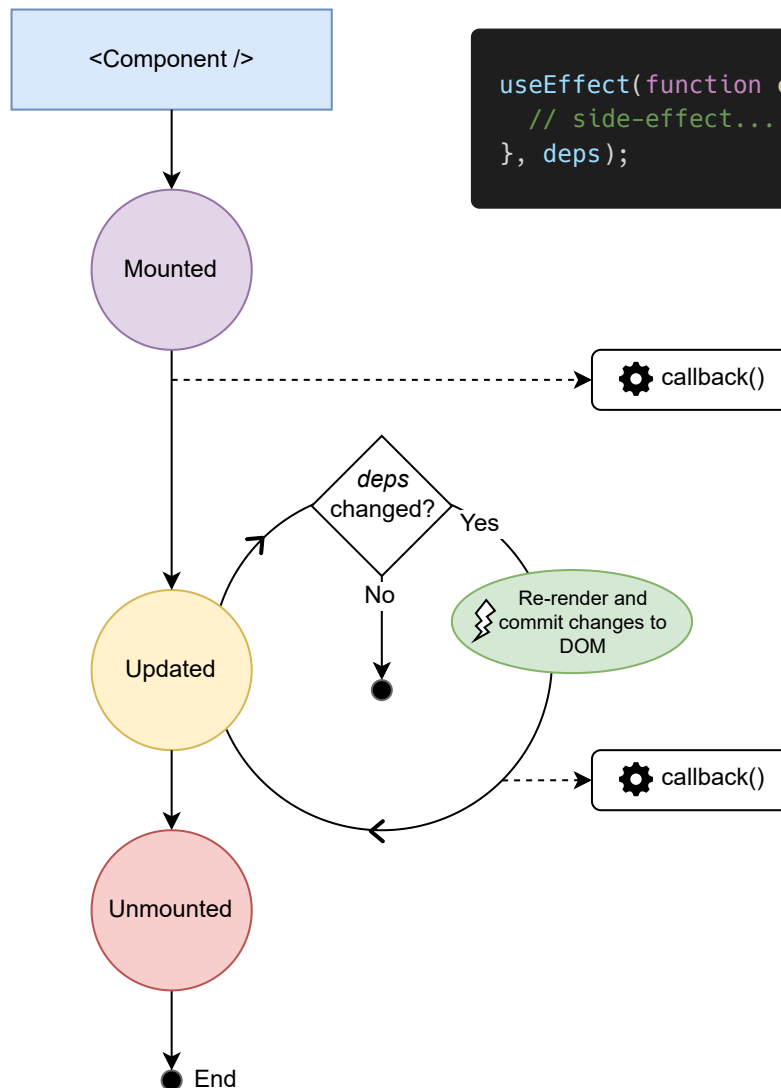 <Component />
useEffect(function
// side-effect...
}, deps);
Mounted
callback()
deps
changed?
Yes
No
Re-render and
commit changes to
DOM
Updated
callback()
Unmounted
End